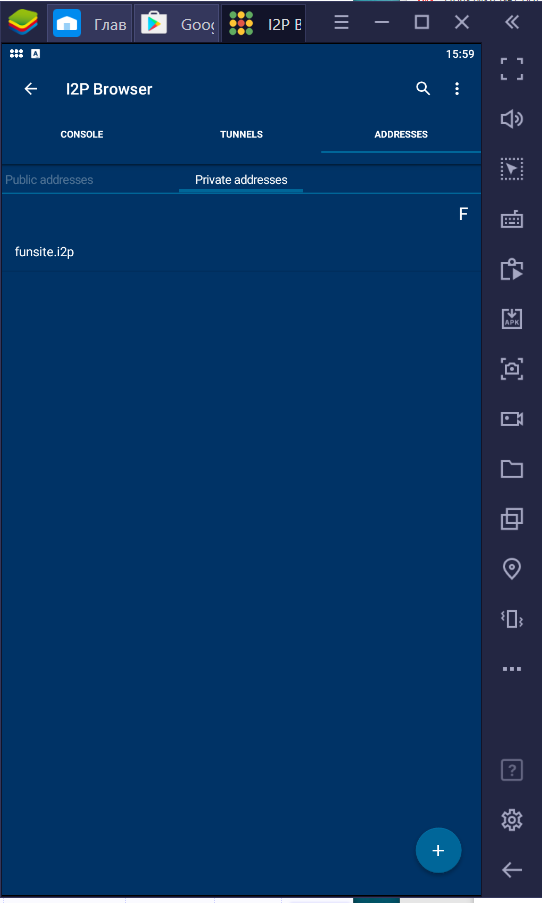 Глав
Goog
I2P B
A
15:59
I2P Browser
CONSOLE
TUNNELS
ADDRESSES
Public addresses
Private addresses
F
funsite.i2p
APK
?